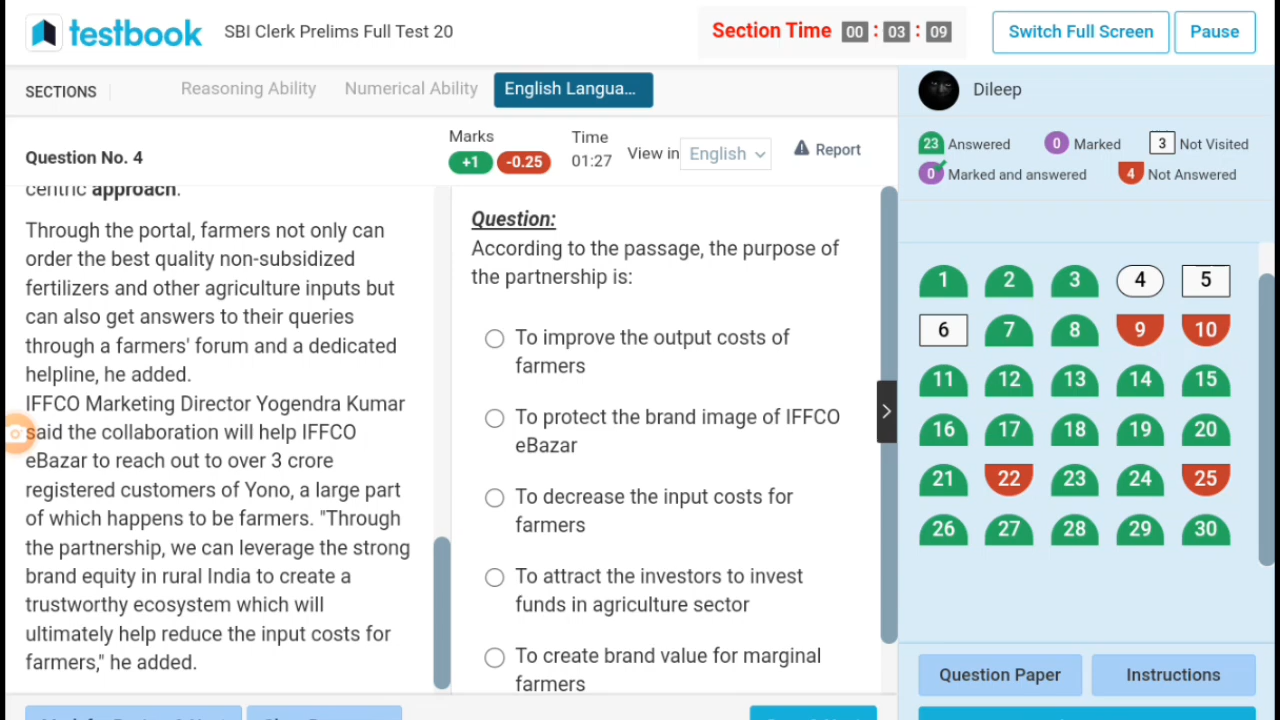 testbook
SBI Clerk Prelims Full Test 20
Section Time 00 : 03 : 09
Switch Full Screen
Pause
SECTIONS
Reasoning Ability
Numerical Ability
English Langua...
Dileep
Question No. 4
Marks
+1 -0.25
Time
01:27
View in English
Report
23 Answered
0 Marked
3 Not Visited
0 Marked and answered
4 Not Answered
centric approach.
Through the portal, farmers not only can
order the best quality non-subsidized
fertilizers and other agriculture inputs but
can also get answers to their queries
through a farmers' forum and a dedicated
helpline, he added.
IFFCO Marketing Director Yogendra Kumar
said the collaboration will help IFFCO
eBazar to reach out to over 3 crore
registered customers of Yono, a large part
of which happens to be farmers. "Through
the partnership, we can leverage the strong
brand equity in rural India to create a
trustworthy ecosystem which will
ultimately help reduce the input costs for
farmers," he added.
Question:
According to the passage, the purpose of
the partnership is:
To improve the output costs of
farmers
To protect the brand image of IFFCO
eBazar
To decrease the input costs for
farmers
To attract the investors to invest
funds in agriculture sector
To create brand value for marginal
farmers
1 2 3 4 5
6 7 8 9 10
11 12 13 14 15
16 17 18 19 20
21 22 23 24 25
26 27 28 29 30
Question Paper
Instructions